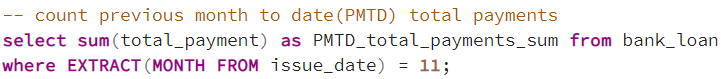 -- count previous month to date(PMTD) total payments
select sum(total_payment) as PMTD_total_payments_sum from bank_loan
where EXTRACT(MONTH FROM issue_date) = 11;